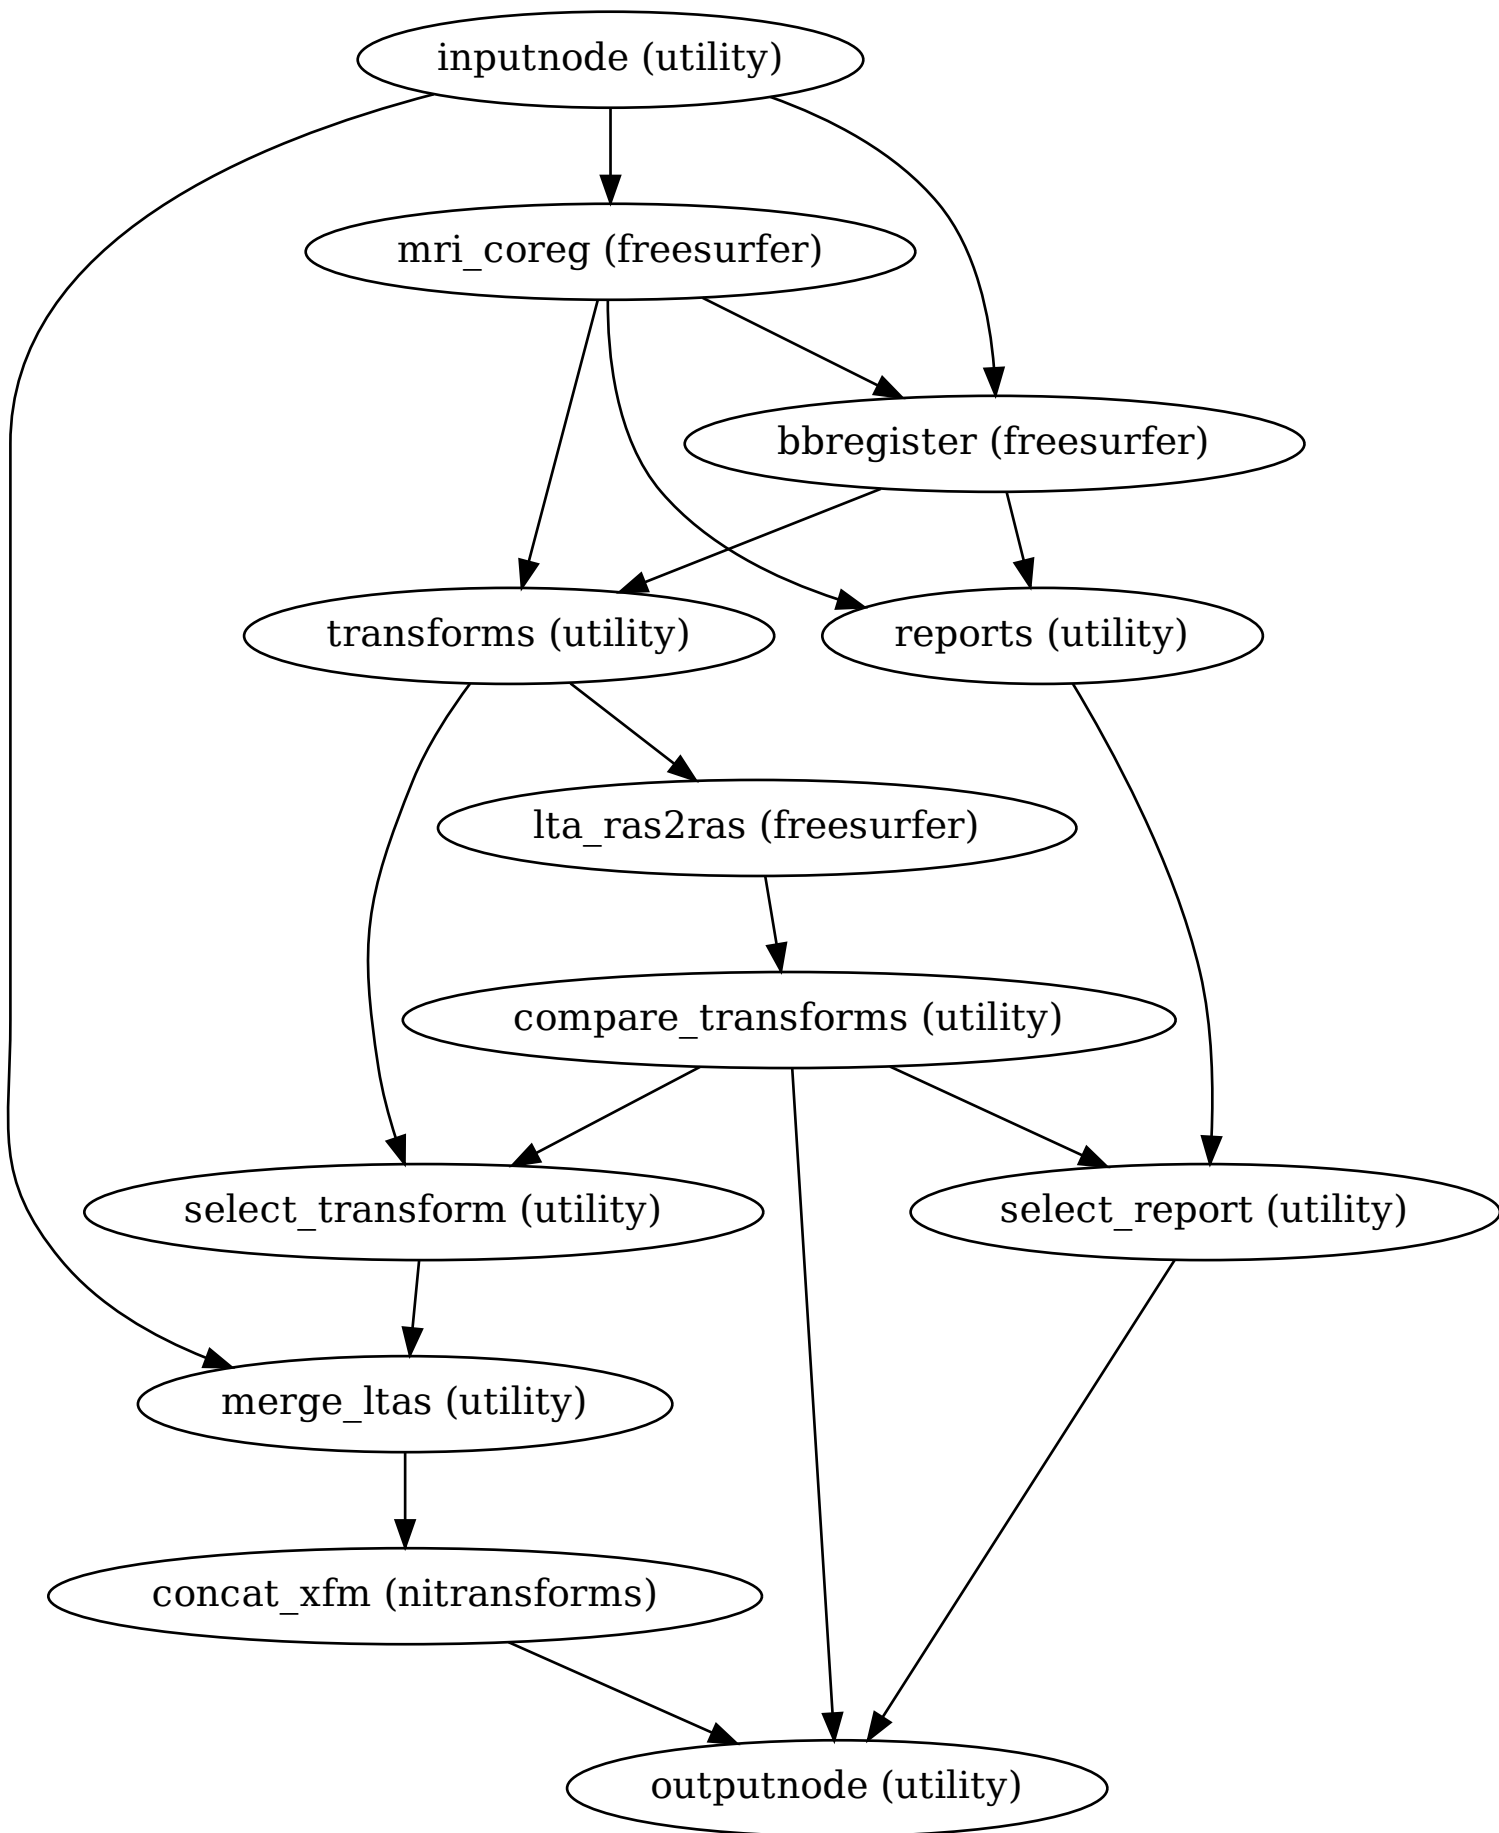 inputnode (utility)
mri_coreg (freesurfer)
bbregister (freesurfer)
transforms (utility)
reports (utility)
lta_ras2ras (freesurfer)
compare_transforms (utility)
select_transform (utility)
select_report (utility)
merge_ltas (utility)
concat_xfm (nitransforms)
outputnode (utility)